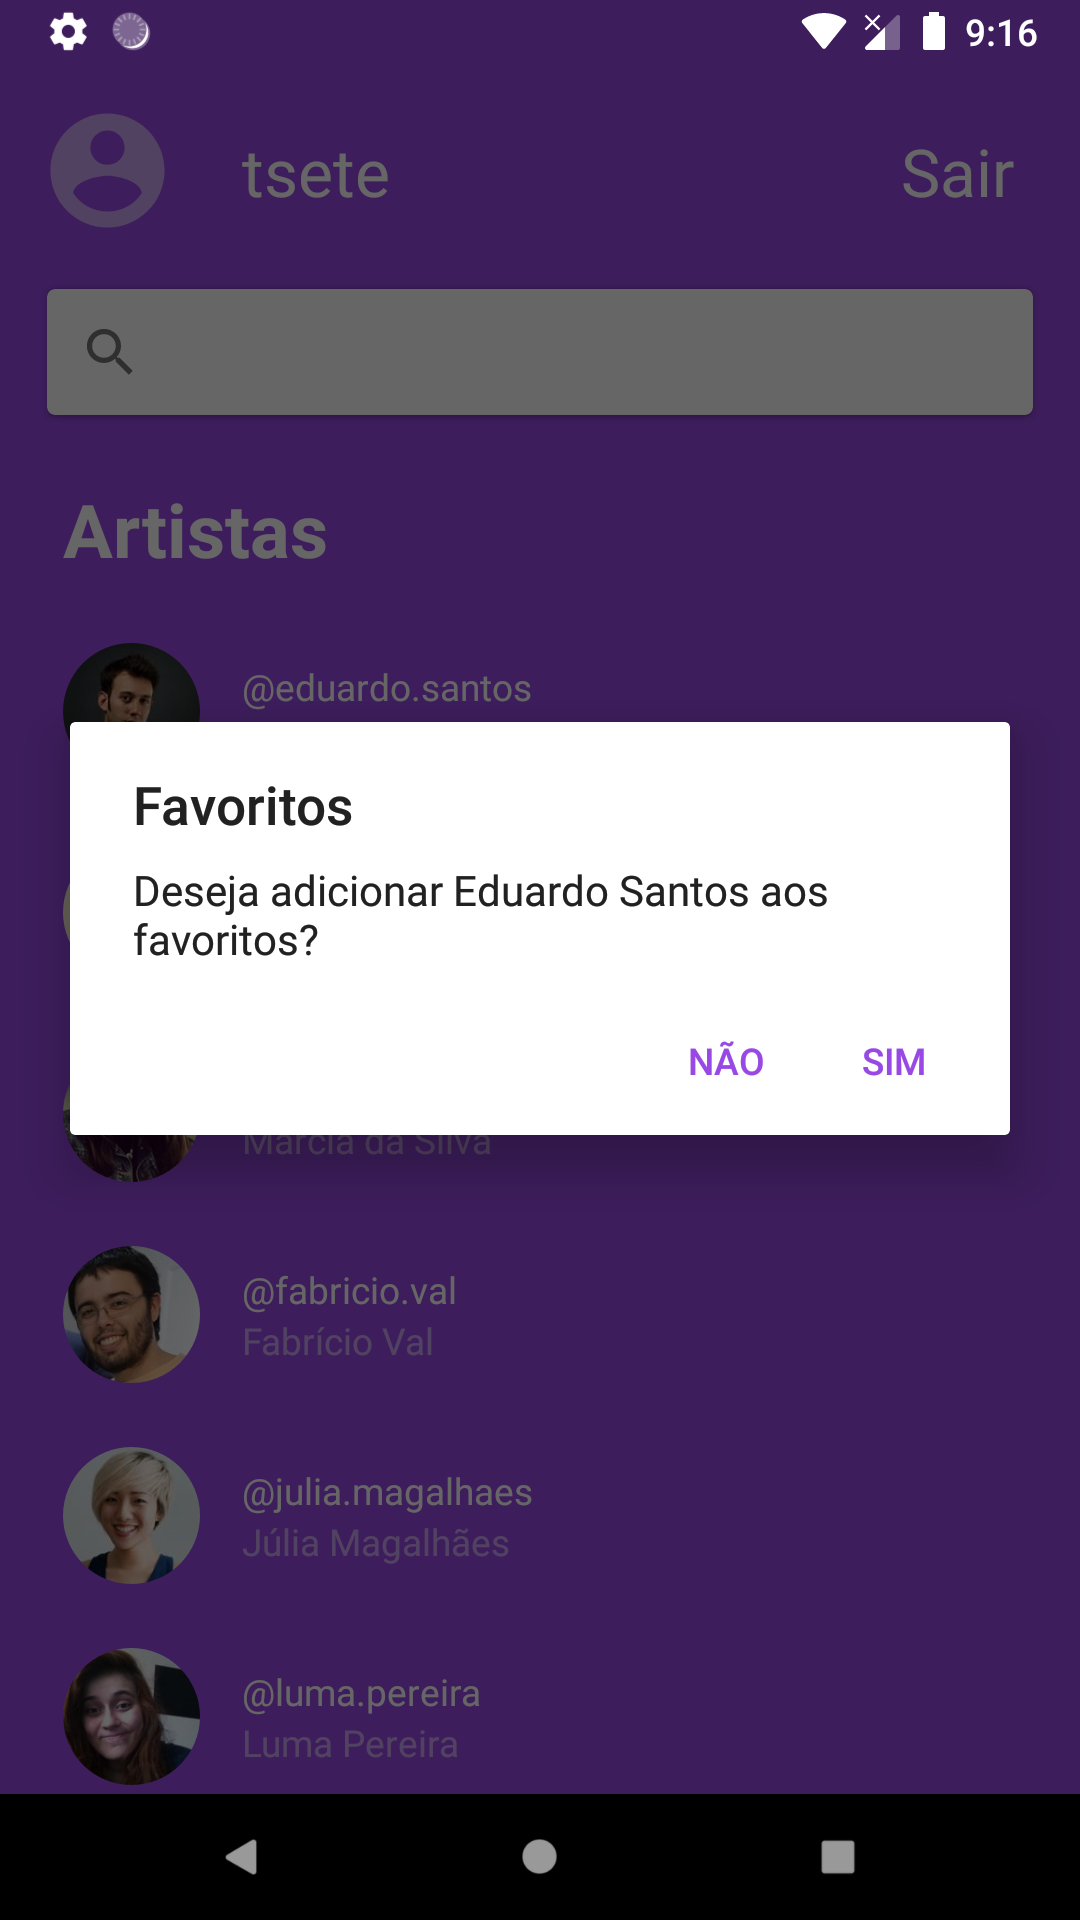 9:16
tsete
Sair
Artistas
@eduardo.santos
Favoritos
Deseja adicionar Eduardo Santos aos
favoritos?
NÃO
SIM
Márcia da Silva
@fabricio.val
Fabrício Val
@julia.magalhaes
Júlia Magalhães
@luma.pereira
Luma Pereira